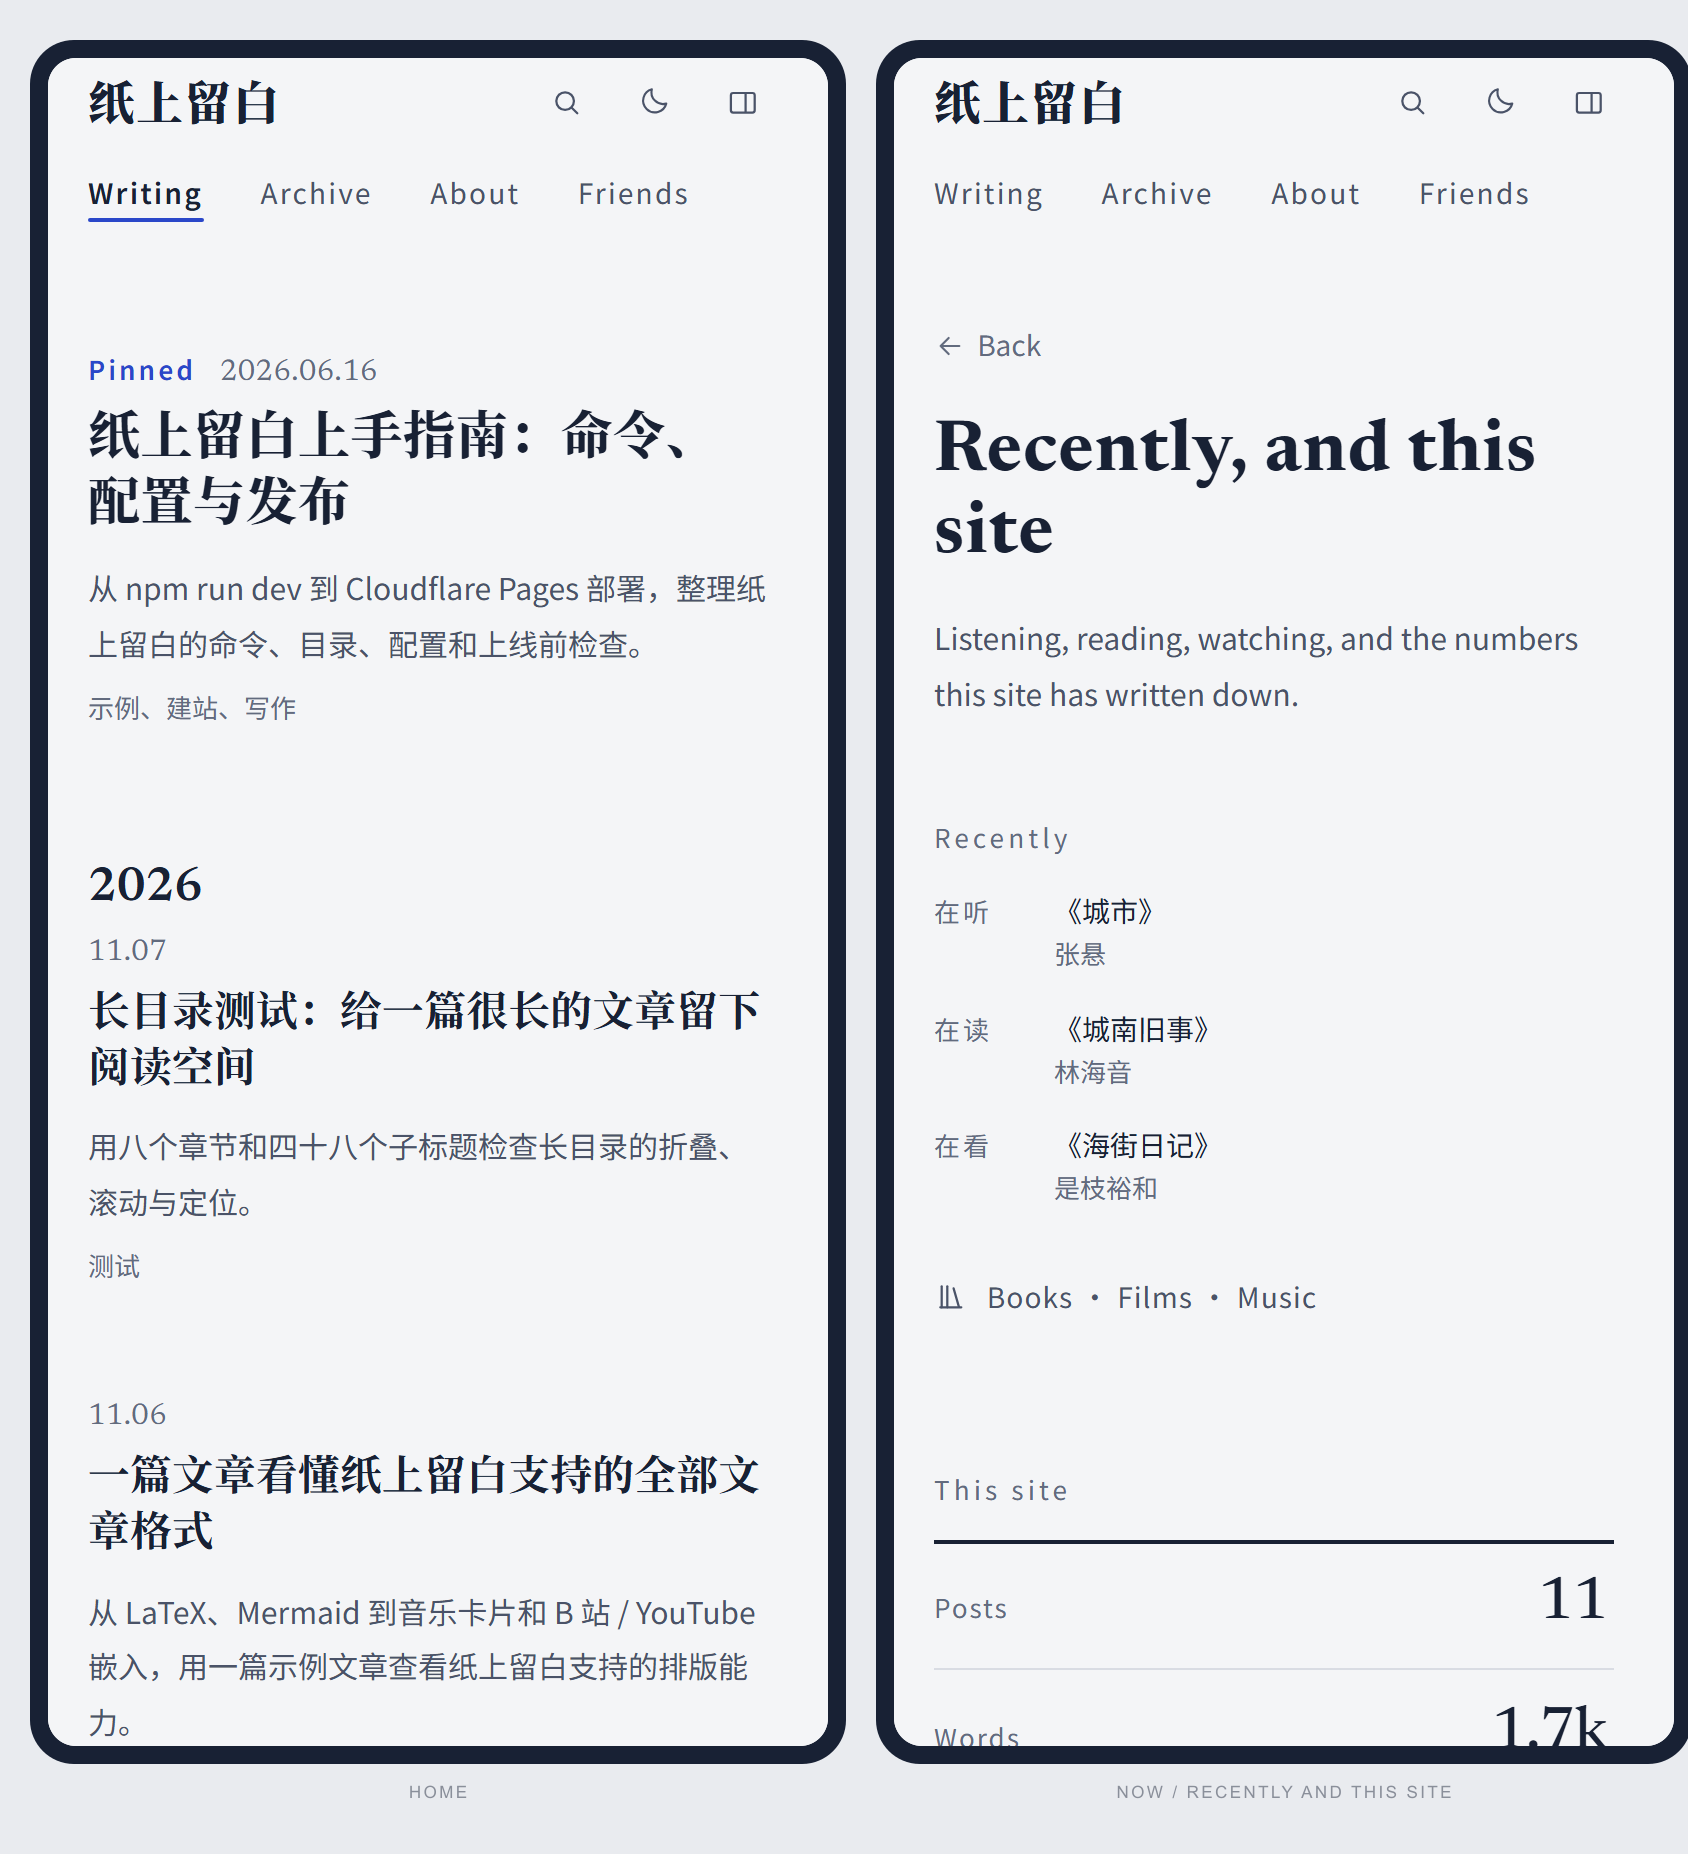 纸上留白
Writing Archive About Friends
Pinned 2026.06.16
纸上留白上手指南：命令、
配置与发布
从 npm run dev 到 Cloudflare Pages 部署，整理纸
上留白的命令、目录、配置和上线前检查。
示例、建站、写作
2026
11.07
长目录测试：给一篇很长的文章留下
阅读空间
用八个章节和四十八个子标题检查长目录的折叠、
滚动与定位。
测试
11.06
一篇文章看懂纸上留白支持的全部文
章格式
从 LaTeX、Mermaid 到音乐卡片和 B 站 / YouTube
嵌入，用一篇示例文章查看纸上留白支持的排版能
力。
HOME
纸上留白
Writing Archive About Friends
← Back
Recently, and this
site
Listening, reading, watching, and the numbers
this site has written down.
Recently
在听 《城市》
张悬
在读 《城南旧事》
林海音
在看 《海街日记》
是枝裕和
Books · Films · Music
This site
Posts 11
Words 1.7k
NOW / RECENTLY AND THIS SITE